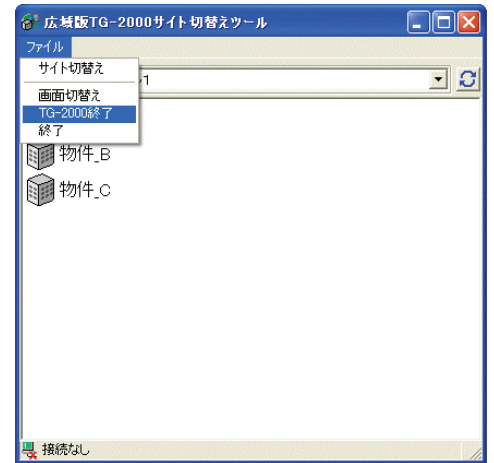 広域版TG-2000サイト切替えツール
ファイル
サイト切替え
1
画面切替え
TG-2000終了
終了
物件_B
物件_C
接続なし